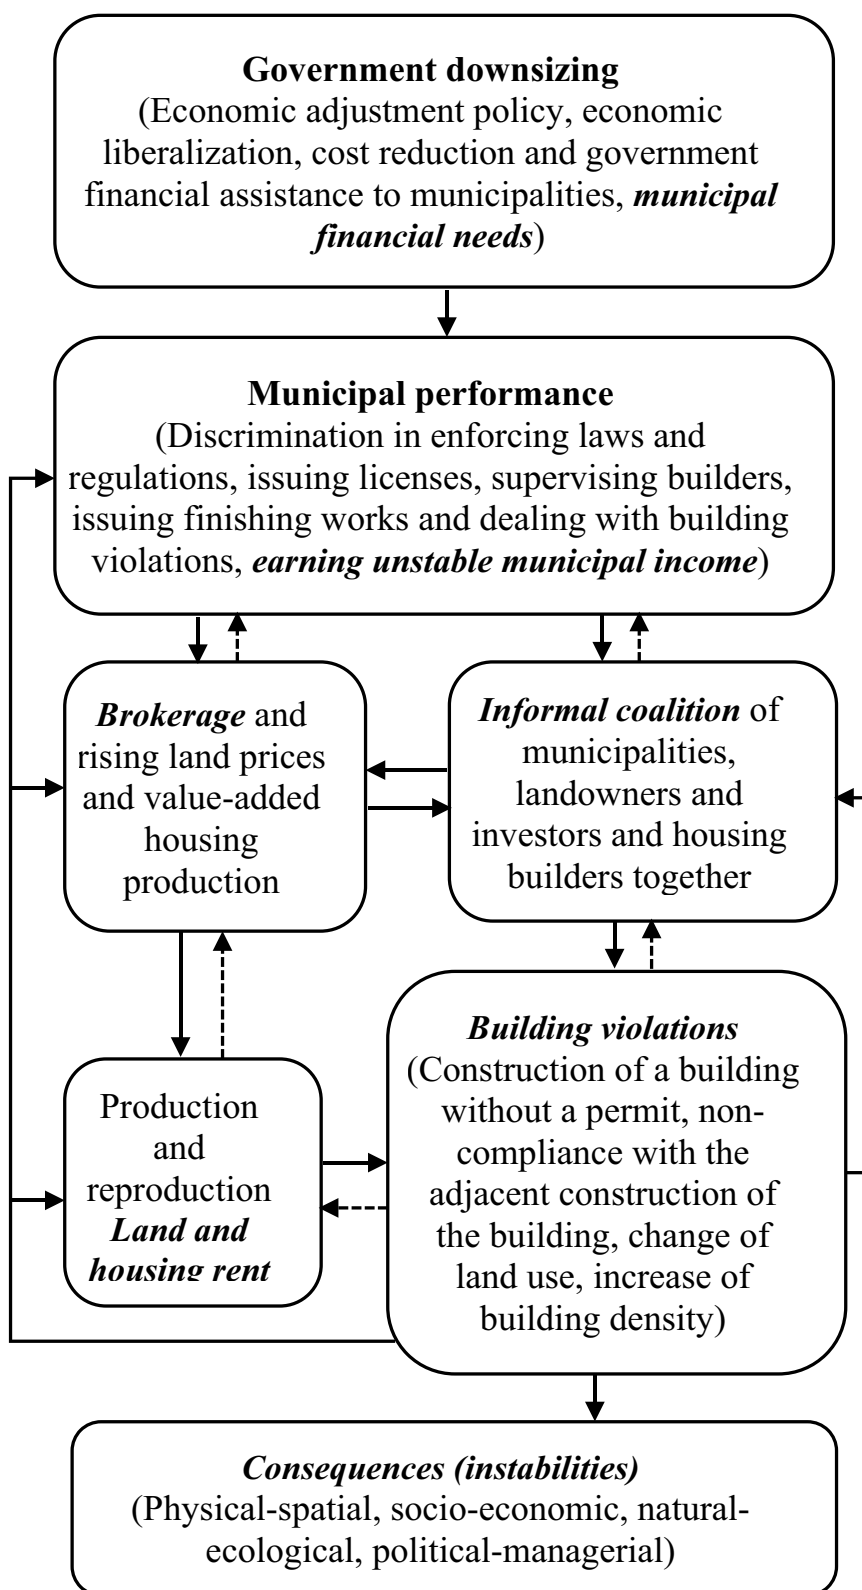 Government downsizing
(Economic adjustment policy, economic
liberalization, cost reduction and government
financial assistance to municipalities, municipal
financial needs)
Municipal performance
(Discrimination in enforcing laws and
regulations, issuing licenses, supervising builders,
issuing finishing works and dealing with building
violations, earning unstable municipal income)
Brokerage and
rising land prices
and value-added
housing
production
Informal coalition of
municipalities,
landowners and
investors and housing
builders together
Production
and
reproduction
Land and
housing rent
Building violations
(Construction of a building
without a permit, non-
compliance with the
adjacent construction of
the building, change of
land use, increase of
building density)
Consequences (instabilities)
(Physical-spatial, socio-economic, natural-
ecological, political-managerial)